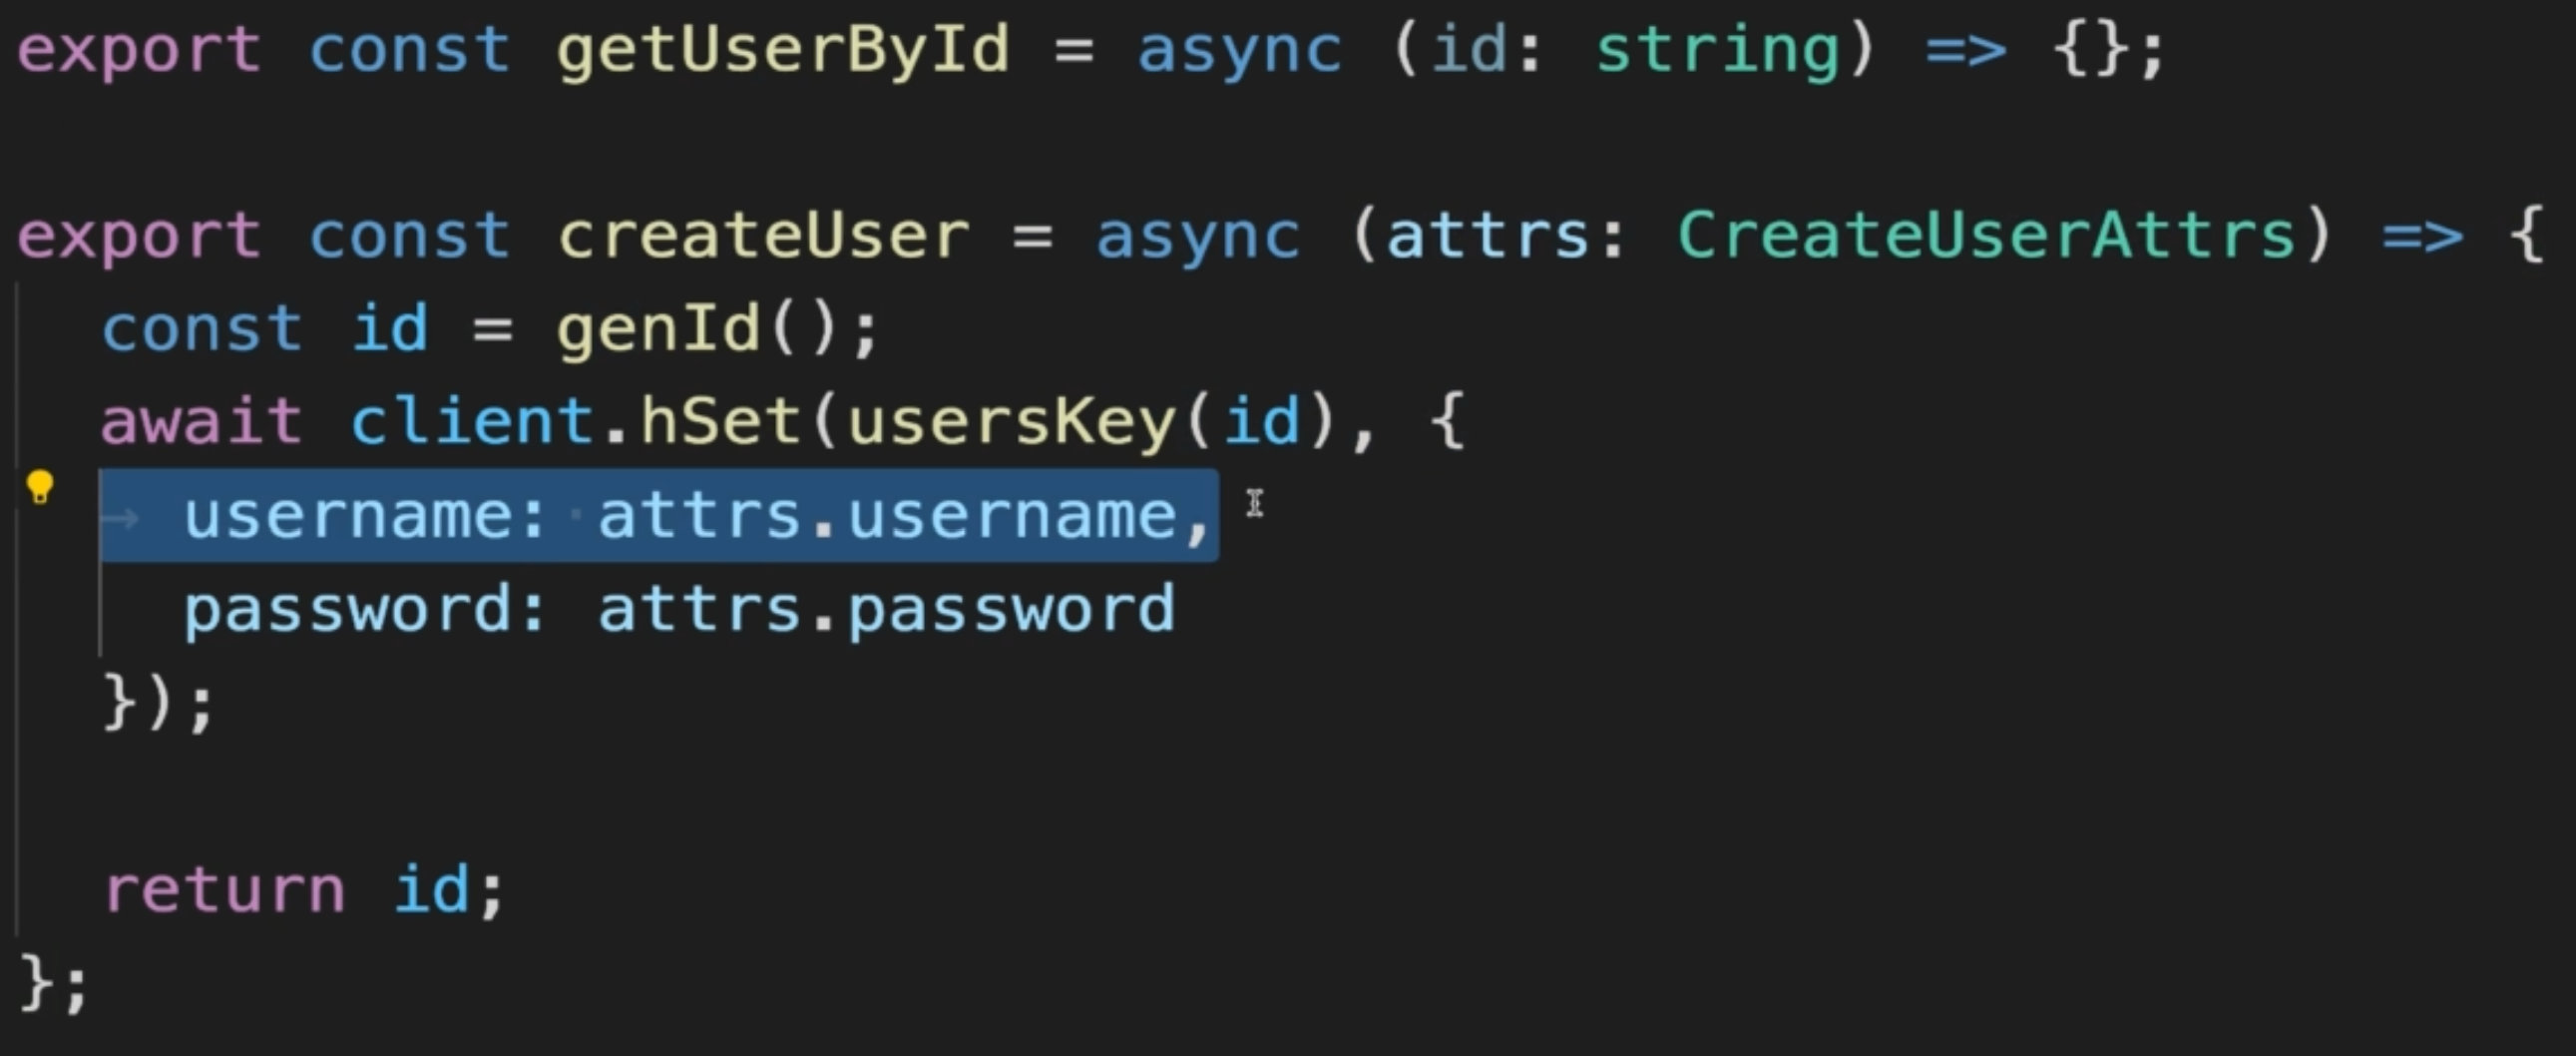 export const getUserById = async (id: string) => {};
export const createUser = async (attrs: CreateUserAttrs) => {
const id = genId();
await client.hSet(usersKey(id), {
username: attrs.username,
password: attrs.password
});
return id;
};